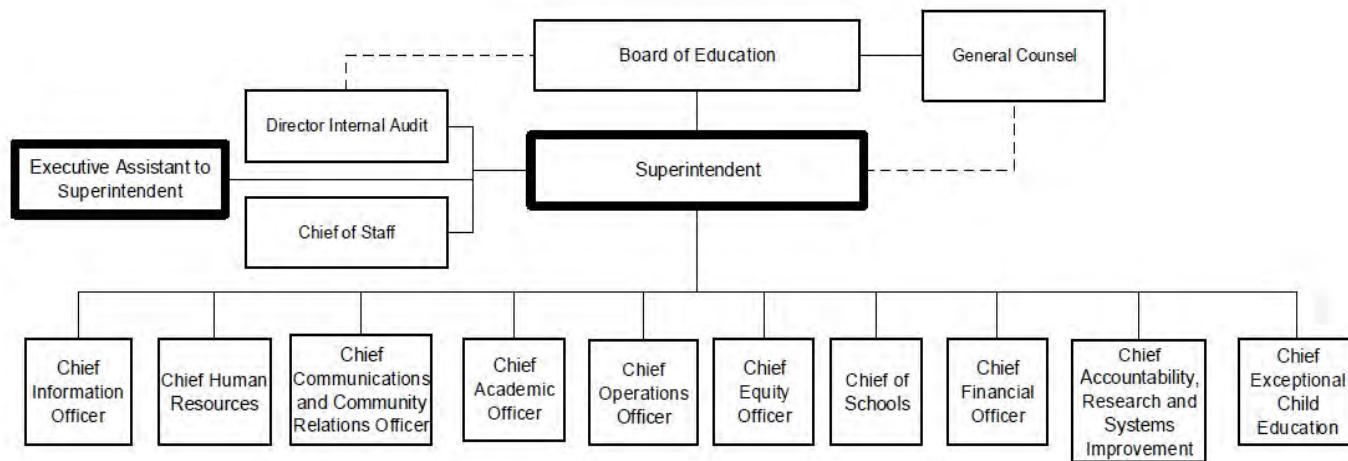 Board of Education
General Counsel
Director Internal Audit
Executive Assistant to
Superintendent
Superintendent
Chief of Staff
Chief
Information
Officer
Chief Human
Resources
Chief
Communications
and Community
Relations Officer
Chief
Academic
Officer
Chief
Operations
Officer
Chief
Equity
Officer
Chief of
Schools
Chief
Financial
Officer
Chief
Accountability,
Research and
Systems
Improvement
Chief
Exceptional
Child
Education